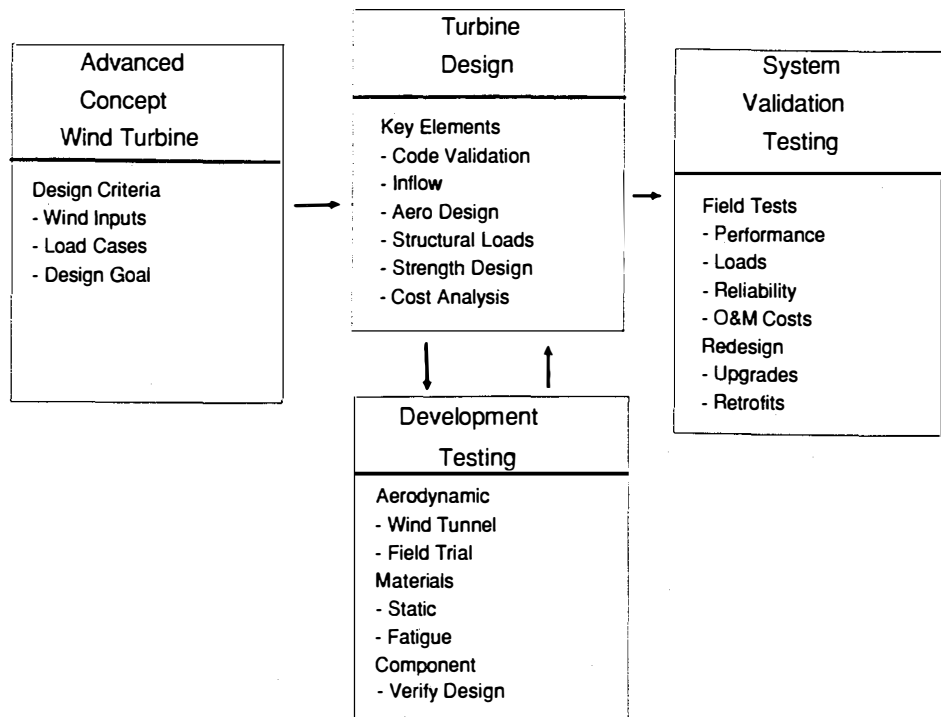 Advanced
Concept
Wind Turbine
Design Criteria
- Wind Inputs
- Load Cases
- Design Goal
Turbine
Design
Key Elements
- Code Validation
- Inflow
- Aero Design
- Structural Loads
- Strength Design
- Cost Analysis
Development
Testing
Aerodynamic
- Wind Tunnel
- Field Trial
Materials
- Static
- Fatigue
Component
- Verify Design
System
Validation
Testing
Field Tests
- Performance
- Loads
- Reliability
- O&M Costs
Redesign
- Upgrades
- Retrofits